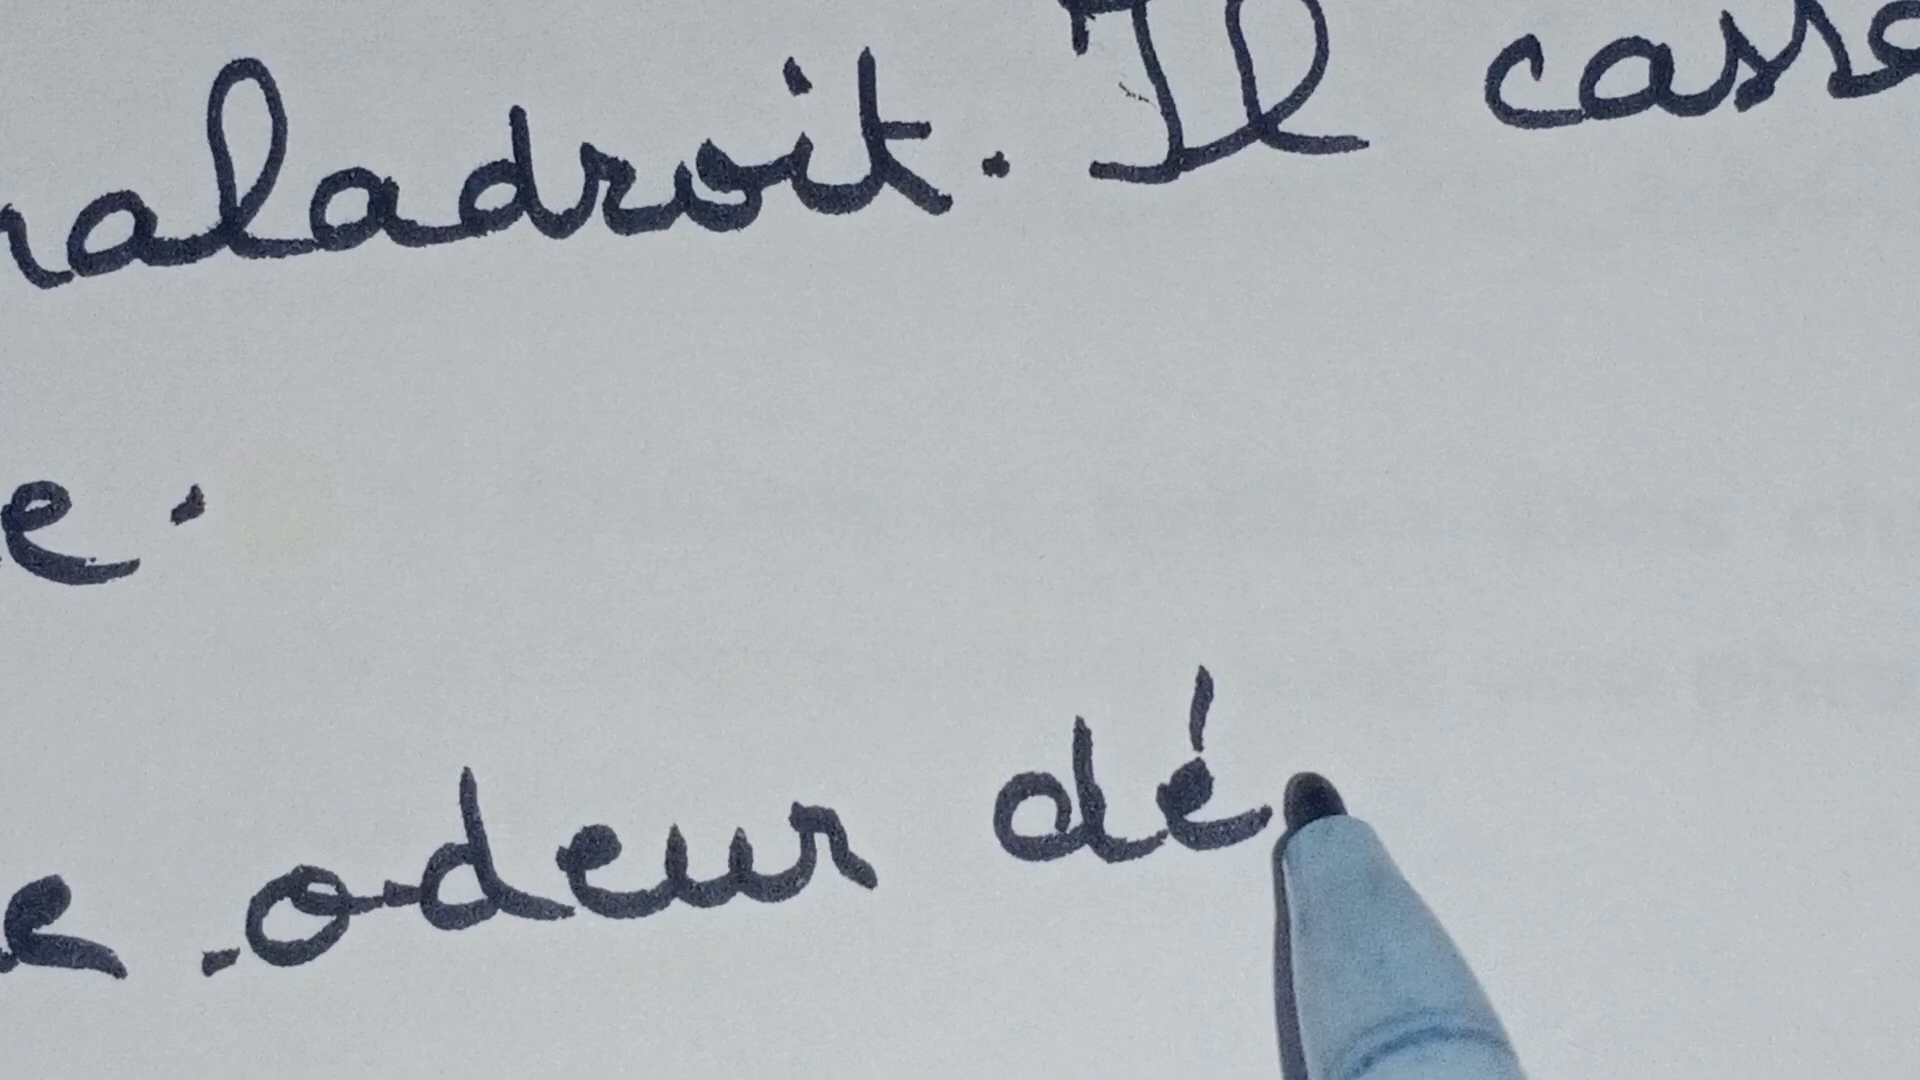 maladroit. Il casse
e.
e odeur dé